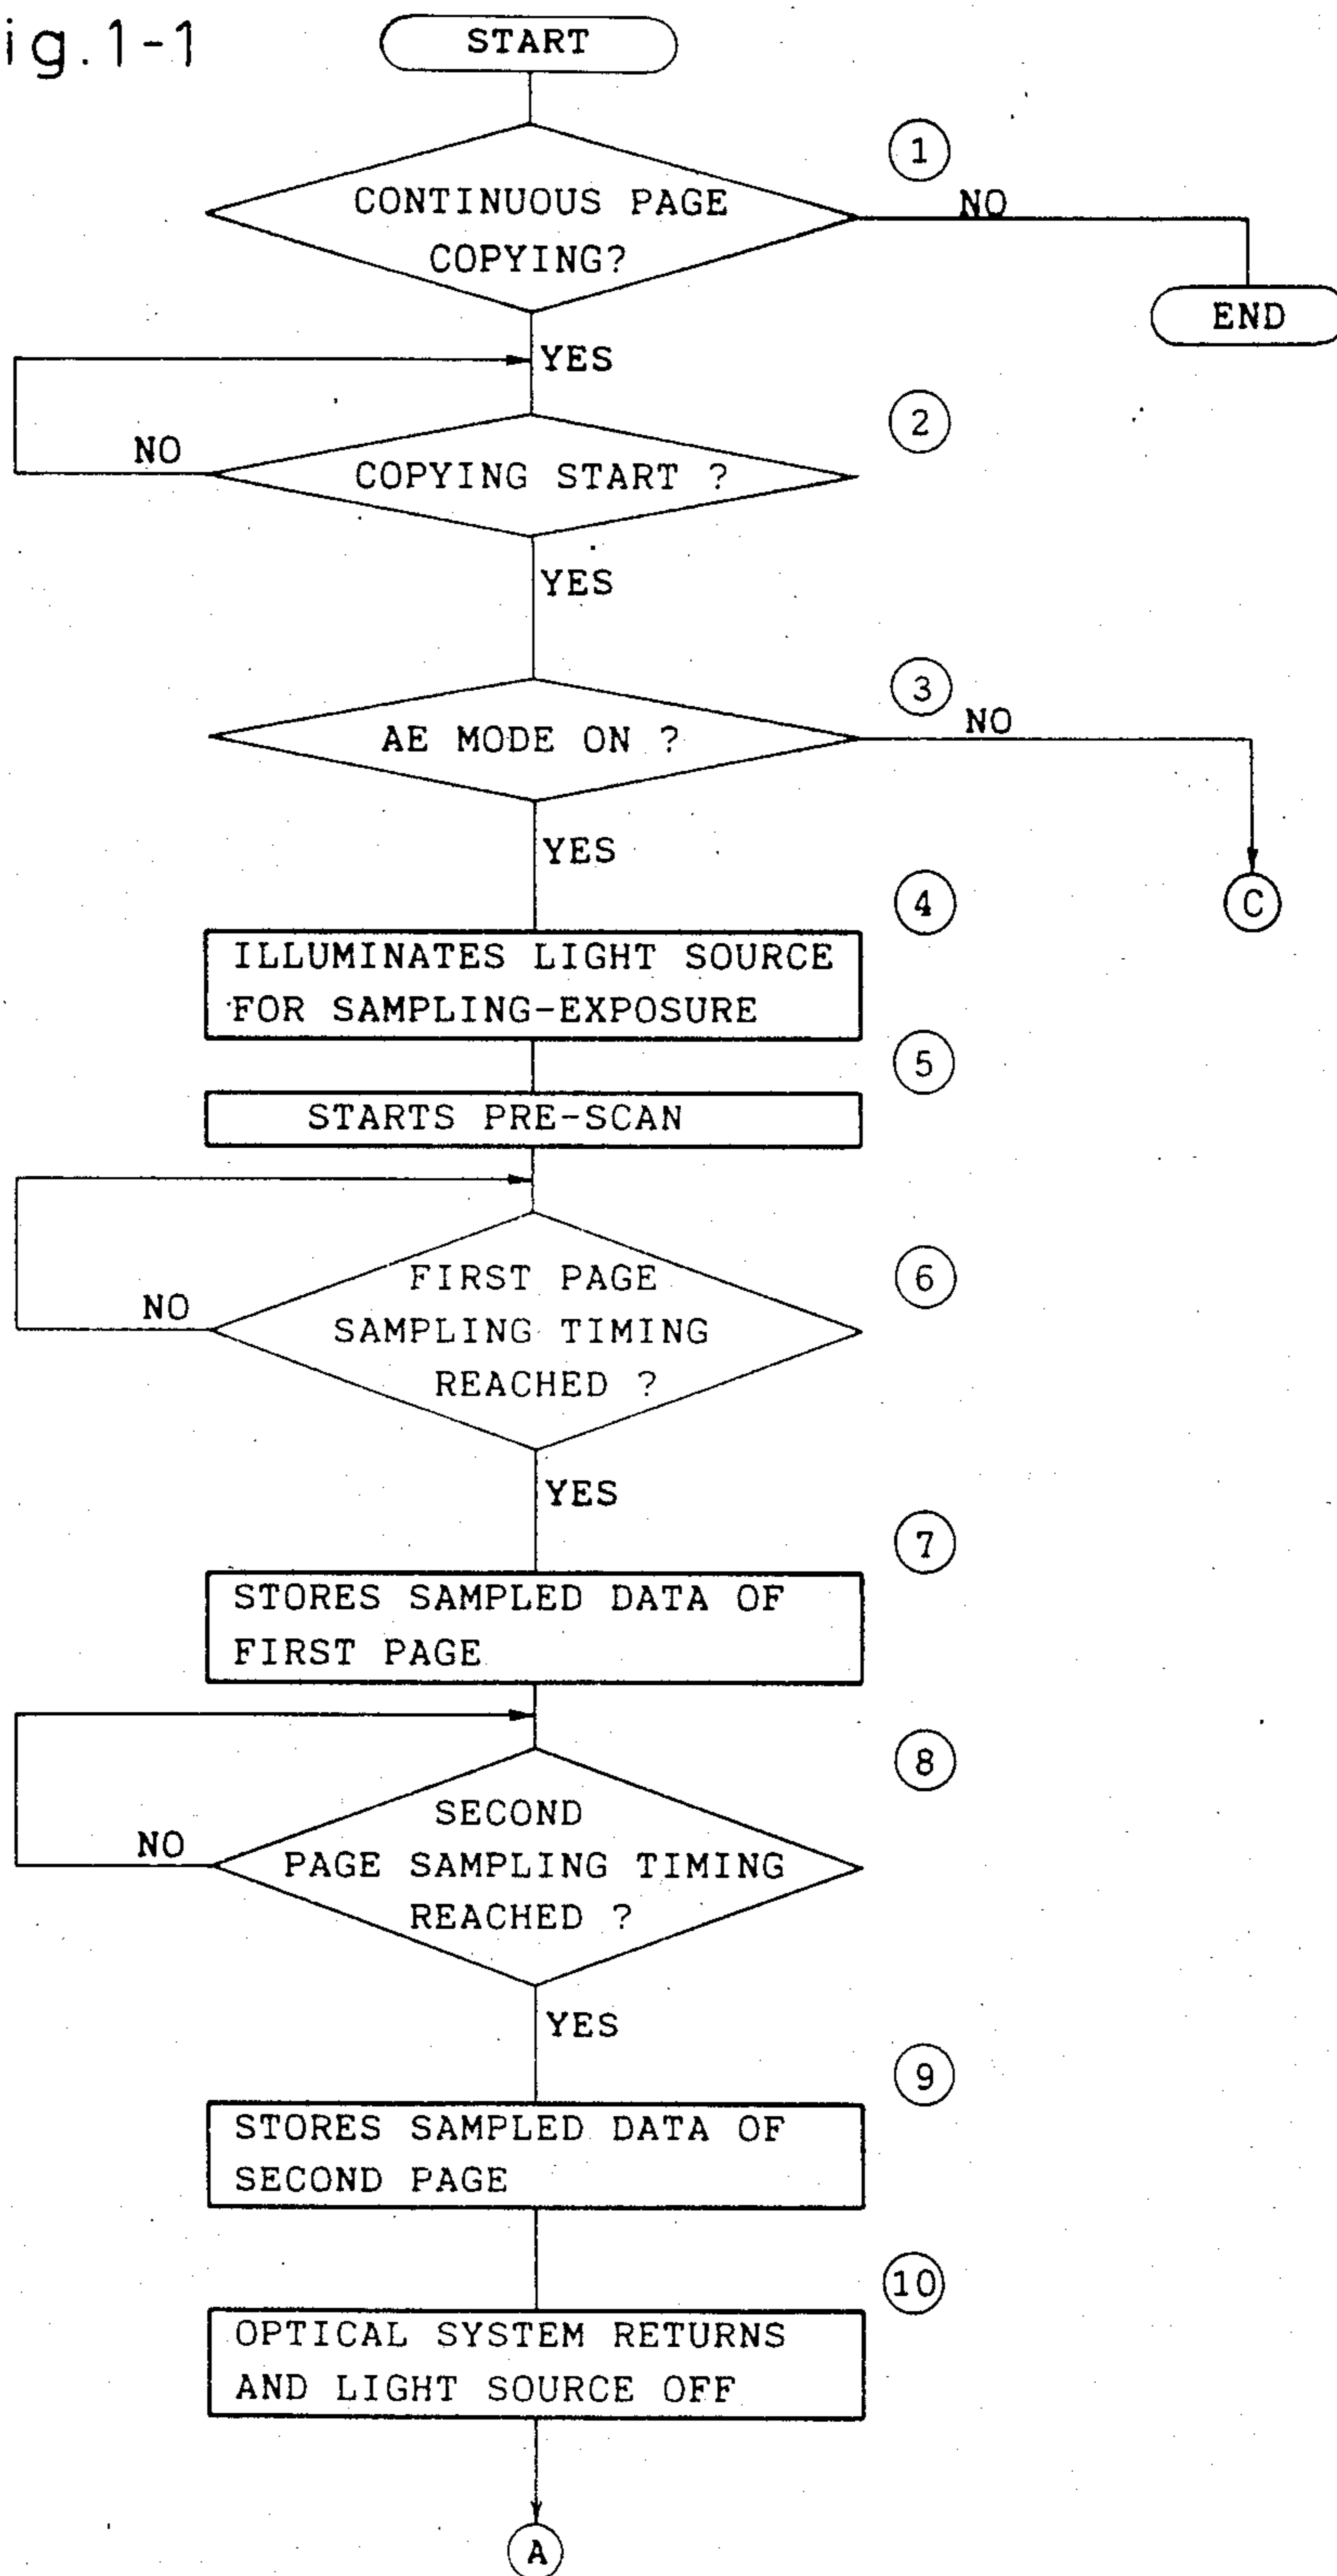 ig.1-1
START
1
CONTINUOUS PAGE
COPYING?
NO
END
YES
2
NO
COPYING START ?
YES
3
AE MODE ON ?
NO
YES
C
4
ILLUMINATES LIGHT SOURCE
FOR SAMPLING-EXPOSURE
5
STARTS PRE-SCAN
6
FIRST PAGE
SAMPLING TIMING
REACHED ?
NO
YES
7
STORES SAMPLED DATA OF
FIRST PAGE
8
SECOND
PAGE SAMPLING TIMING
REACHED ?
NO
YES
9
STORES SAMPLED DATA OF
SECOND PAGE
10
OPTICAL SYSTEM RETURNS
AND LIGHT SOURCE OFF
A